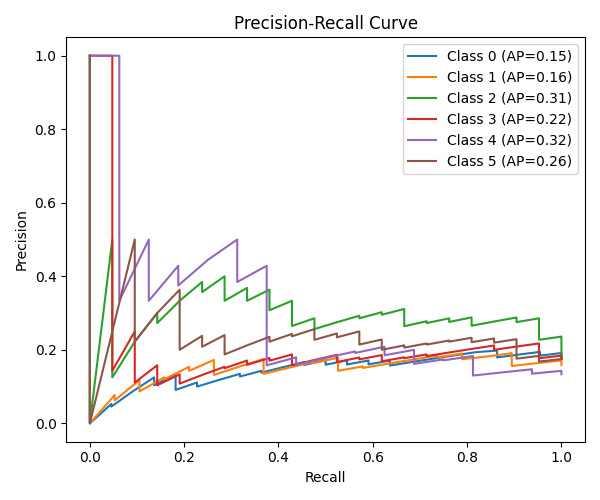 Precision-Recall Curve
1.0
0.8
0.6
0.4
0.2
0.0
Precision
0.0
0.2
0.4
0.6
0.8
1.0
Recall
Class 0 (AP=0.15)
Class 1 (AP=0.16)
Class 2 (AP=0.31)
Class 3 (AP=0.22)
Class 4 (AP=0.32)
Class 5 (AP=0.26)